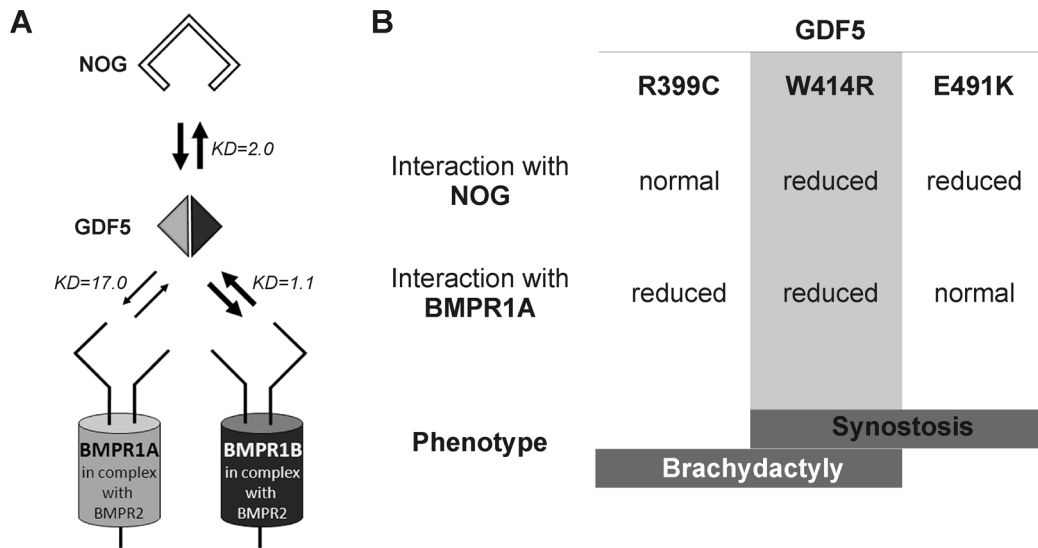 A
NOG
KD=2.0
GDF5
KD=17.0
KD=1.1
BMPR1A
in complex
with
BMPR2
BMPR1B
in complex
with
BMPR2
B
GDF5
R399C W414R E491K
Interaction with
NOG
normal reduced reduced
Interaction with
BMPR1A
reduced reduced normal
Phenotype
Synostosis
Brachydactyly